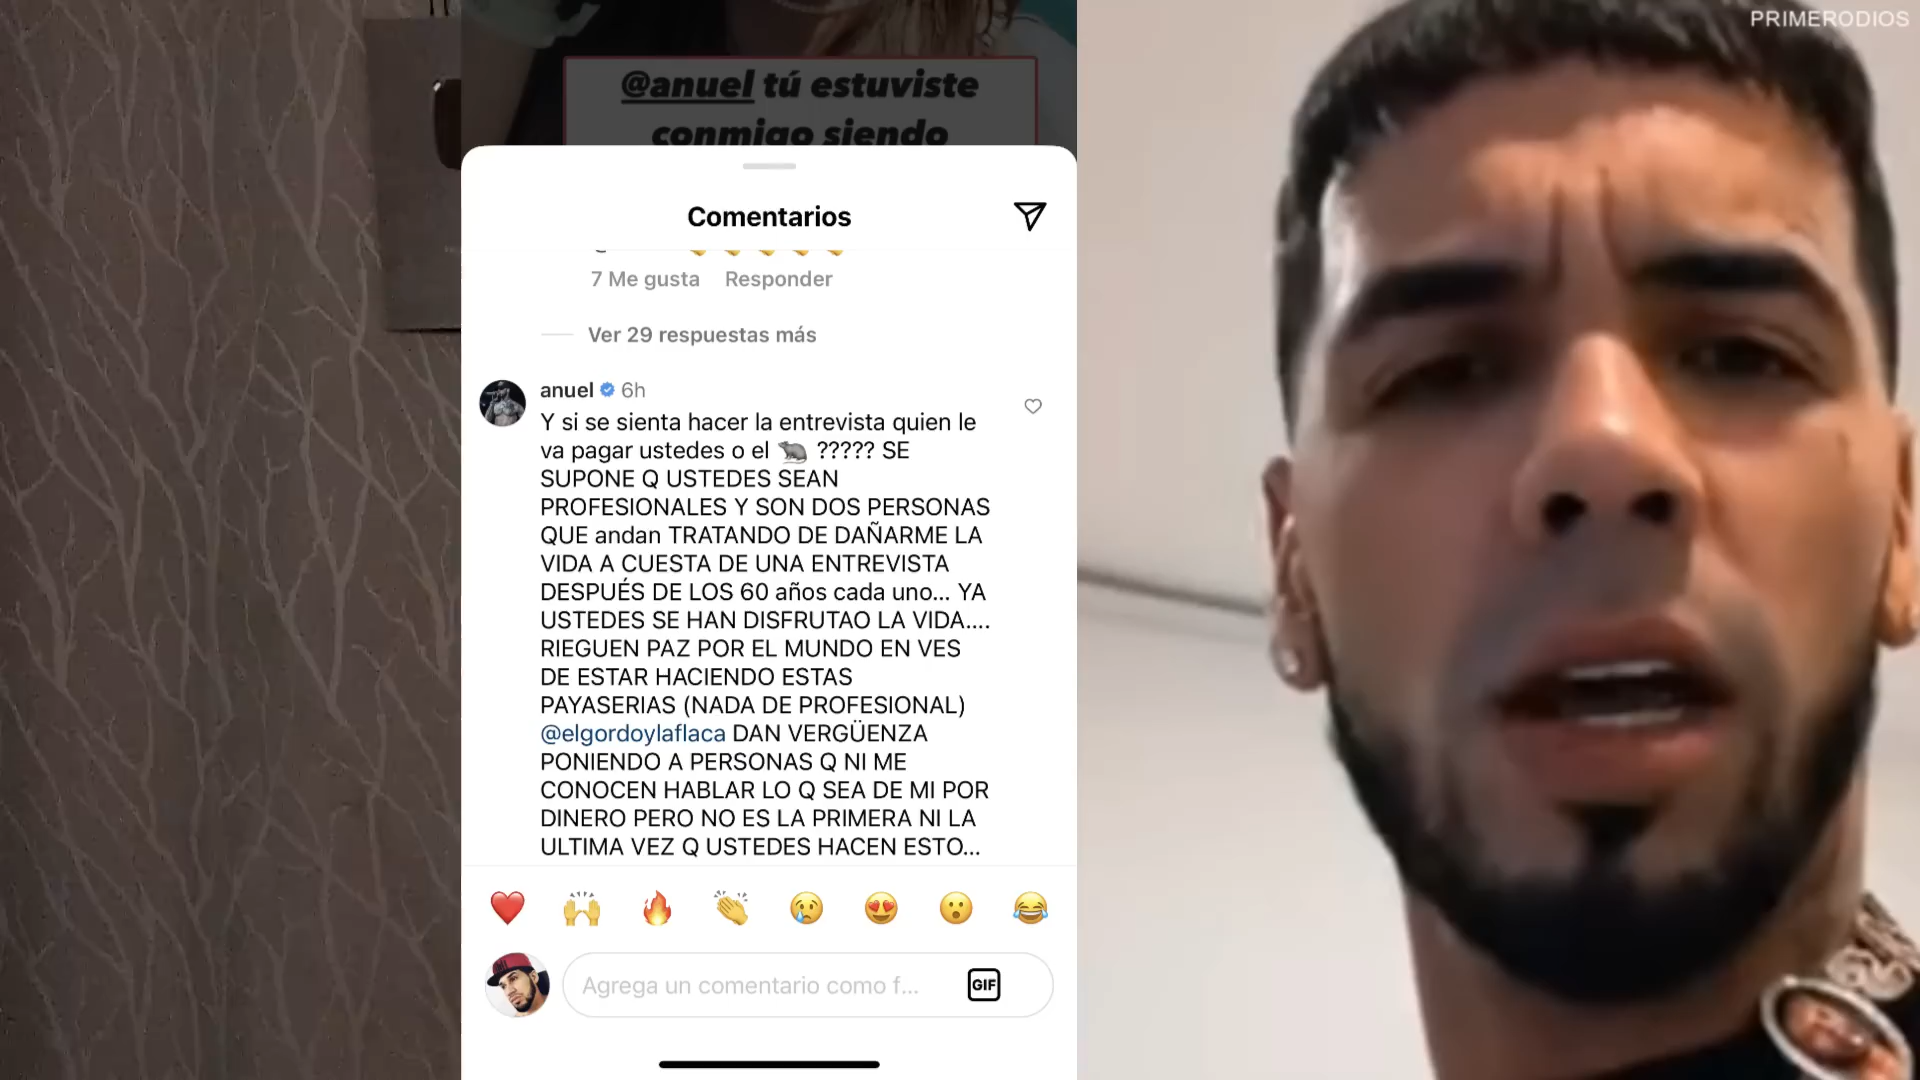 PRIMERODIOS
@anuel tú estuviste
conmigo siendo
Comentarios
7 Me gusta Responder
Ver 29 respuestas más
anuel 6h
Y si se sienta hacer la entrevista quien le
va pagar ustedes o el 🐀 ????? SE
SUPONE Q USTEDES SEAN
PROFESIONALES Y SON DOS PERSONAS
QUE andan TRATANDO DE DAÑARME LA
VIDA A CUESTA DE UNA ENTREVISTA
DESPUÉS DE LOS 60 años cada uno... YA
USTEDES SE HAN DISFRUTAO LA VIDA....
RIEGUEN PAZ POR EL MUNDO EN VES
DE ESTAR HACIENDO ESTAS
PAYASERIAS (NADA DE PROFESIONAL)
@elgordoylaflaca DAN VERGÜENZA
PONIENDO A PERSONAS Q NI ME
CONOCEN HABLAR LO Q SEA DE MI POR
DINERO PERO NO ES LA PRIMERA NI LA
ULTIMA VEZ Q USTEDES HACEN ESTO...
Agrega un comentario como f...
GIF